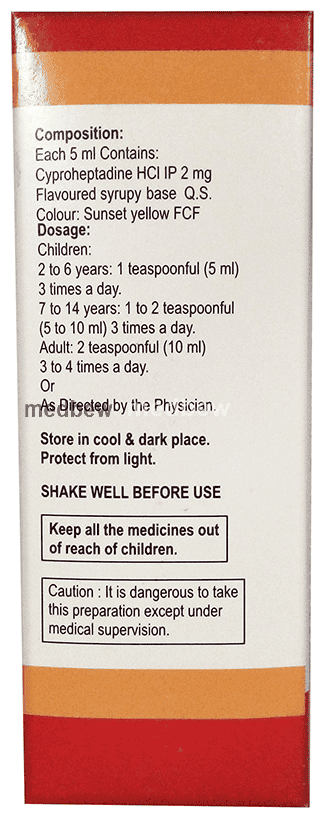 Composition:
Each 5 ml Contains:
Cyproheptadine HCl IP 2 mg
Flavoured syrupy base Q.S.
Colour: Sunset yellow FCF
Dosage:
Children:
2 to 6 years: 1 teaspoonful (5 ml)
3 times a day.
7 to 14 years: 1 to 2 teaspoonful
(5 to 10 ml) 3 times a day.
Adult: 2 teaspoonful (10 ml)
3 to 4 times a day.
Or
As Directed by the Physician.
medbew
Store in cool & dark place.
Protect from light.
SHAKE WELL BEFORE USE
Keep all the medicines out
of reach of children.
Caution : It is dangerous to take
this preparation except under
medical supervision.